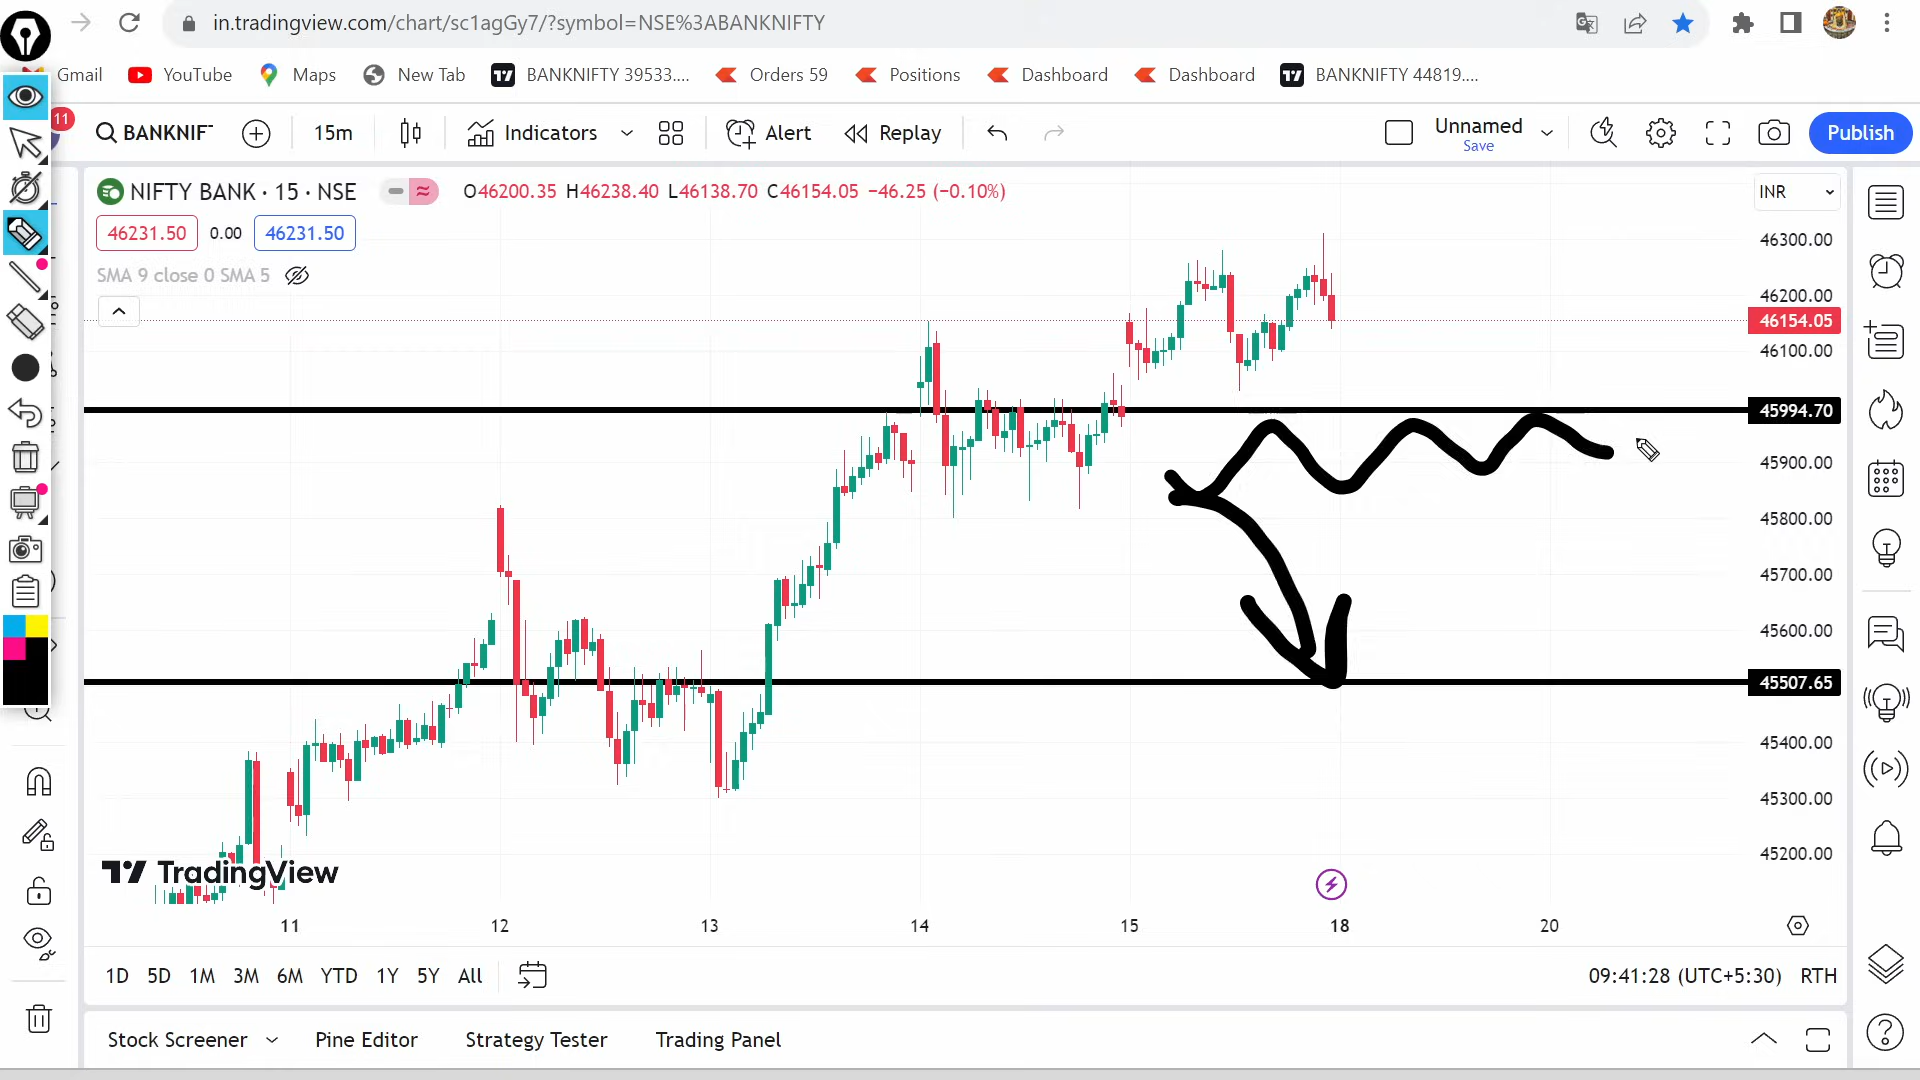 in.tradingview.com/chart/sc1agGy7/?symbol=NSE%3ABANKNIFTY
Gmail YouTube Maps New Tab BANKNIFTY 39533.... Orders 59 Positions Dashboard Dashboard BANKNIFTY 44819....
11
BANKNIF 15m Indicators Alert Replay Unnamed Publish
Save
NIFTY BANK · 15 · NSE O46200.35 H46238.40 L46138.70 C46154.05 −46.25 (−0.10%) INR
46231.50 0.00 46231.50
SMA 9 close 0 SMA 5
46300.00
46200.00
46154.05
46100.00
45994.70
45900.00
45800.00
45700.00
45600.00
45507.65
45400.00
45300.00
45200.00
TradingView
11 12 13 14 15 18 20
1D 5D 1M 3M 6M YTD 1Y 5Y All 09:41:28 (UTC+5:30) RTH
Stock Screener Pine Editor Strategy Tester Trading Panel